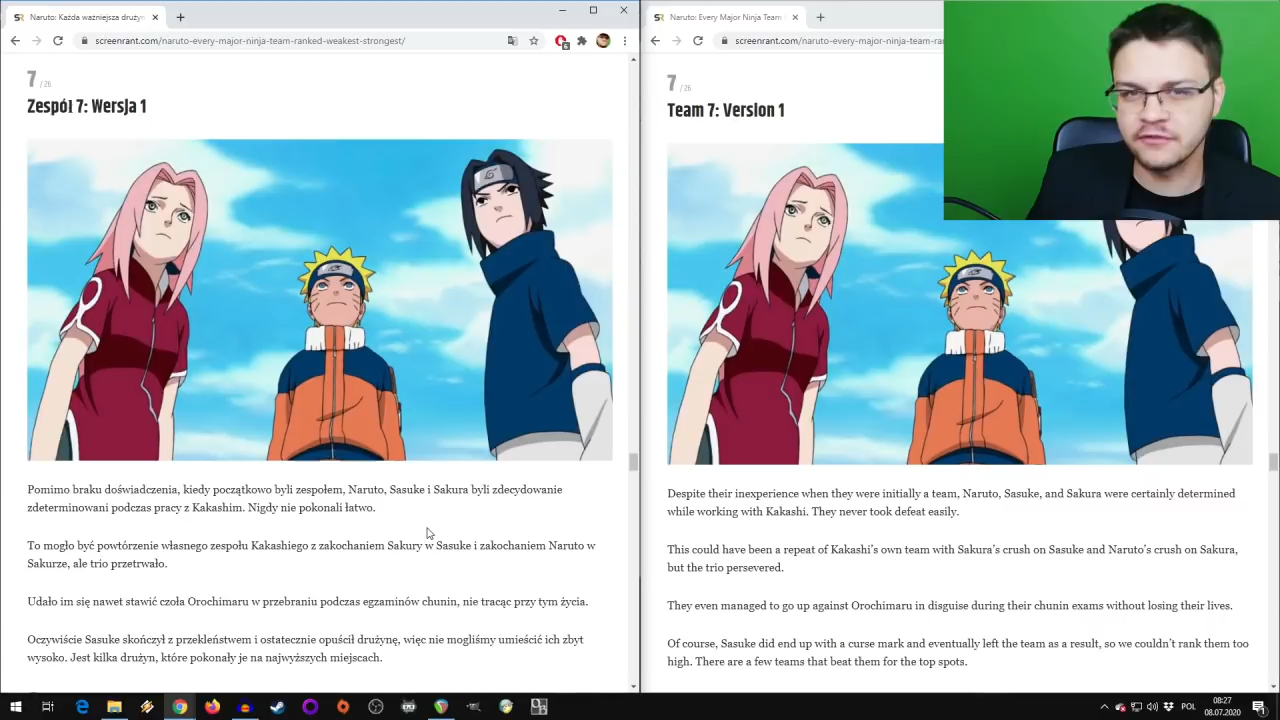 Naruto: Każda ważniejsza drużyn
screenrant.com/naruto-every-major-ninja-team-ranked-weakest-strongest/
7 / 26
Zespół 7: Wersja 1
Pomimo braku doświadczenia, kiedy początkowo byli zespołem, Naruto, Sasuke i Sakura byli zdecydowanie
zdeterminowani podczas pracy z Kakashim. Nigdy nie pokonali łatwo.
To mogło być powtórzenie własnego zespołu Kakashiego z zakochaniem Sakury w Sasuke i zakochaniem Naruto w
Sakurze, ale trio przetrwało.
Udało im się nawet stawić czoła Orochimaru w przebraniu podczas egzaminów chunin, nie tracąc przy tym życia.
Oczywiście Sasuke skończył z przekleństwem i ostatecznie opuścił drużynę, więc nie mogliśmy umieścić ich zbyt
wysoko. Jest kilka drużyn, które pokonały je na najwyższych miejscach.
Naruto: Every Major Ninja Team
screenrant.com/naruto-every-major-ninja-team-ra
7 / 26
Team 7: Version 1
Despite their inexperience when they were initially a team, Naruto, Sasuke, and Sakura were certainly determined
while working with Kakashi. They never took defeat easily.
This could have been a repeat of Kakashi's own team with Sakura's crush on Sasuke and Naruto's crush on Sakura,
but the trio persevered.
They even managed to go up against Orochimaru in disguise during their chunin exams without losing their lives.
Of course, Sasuke did end up with a curse mark and eventually left the team as a result, so we couldn't rank them too
high. There are a few teams that beat them for the top spots.
POL
08:27
08.07.2020